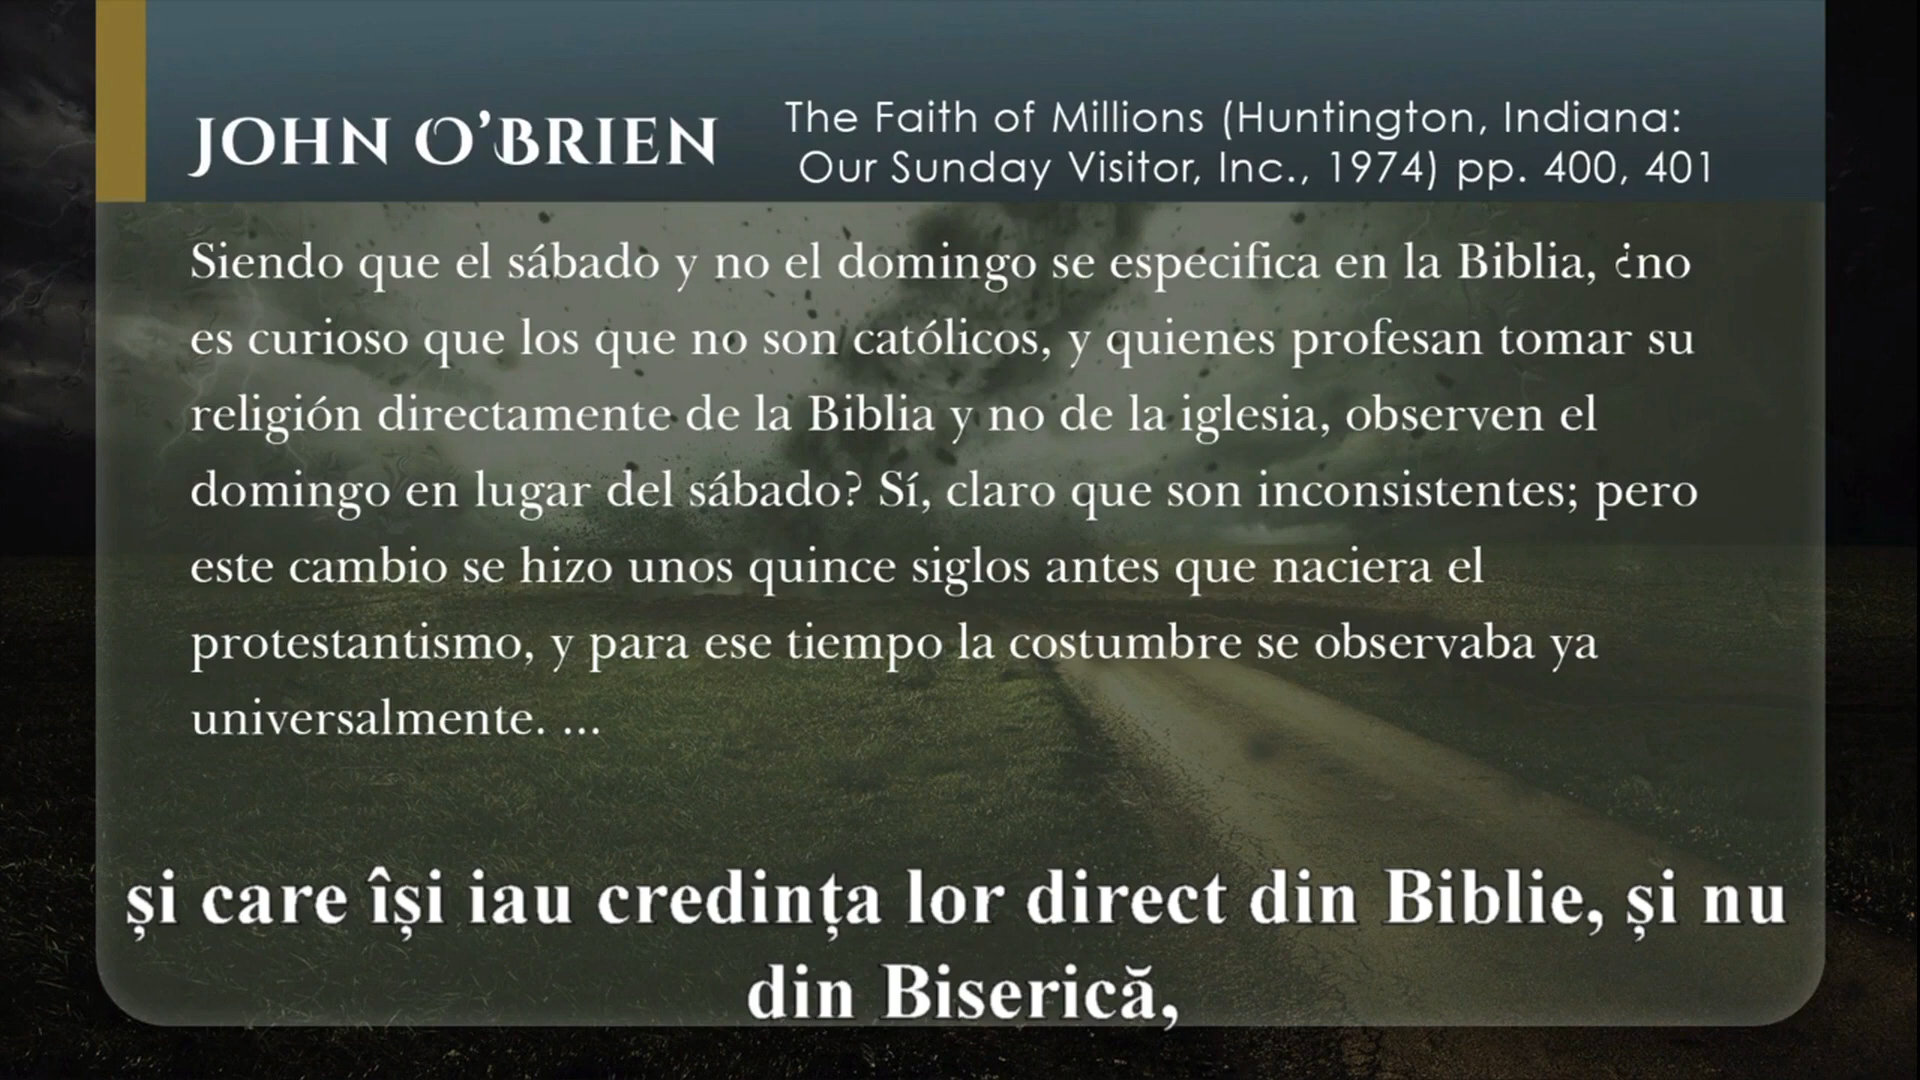 JOHN O'BRIEN
The Faith of Millions (Huntington, Indiana:
Our Sunday Visitor, Inc., 1974) pp. 400, 401
Siendo que el sábado y no el domingo se especifica en la Biblia, ¿no
es curioso que los que no son católicos, y quienes profesan tomar su
religión directamente de la Biblia y no de la iglesia, observen el
domingo en lugar del sábado? Sí, claro que son inconsistentes; pero
este cambio se hizo unos quince siglos antes que naciera el
protestantismo, y para ese tiempo la costumbre se observaba ya
universalmente. ...
și care își iau credința lor direct din Biblie, și nu
din Biserică,